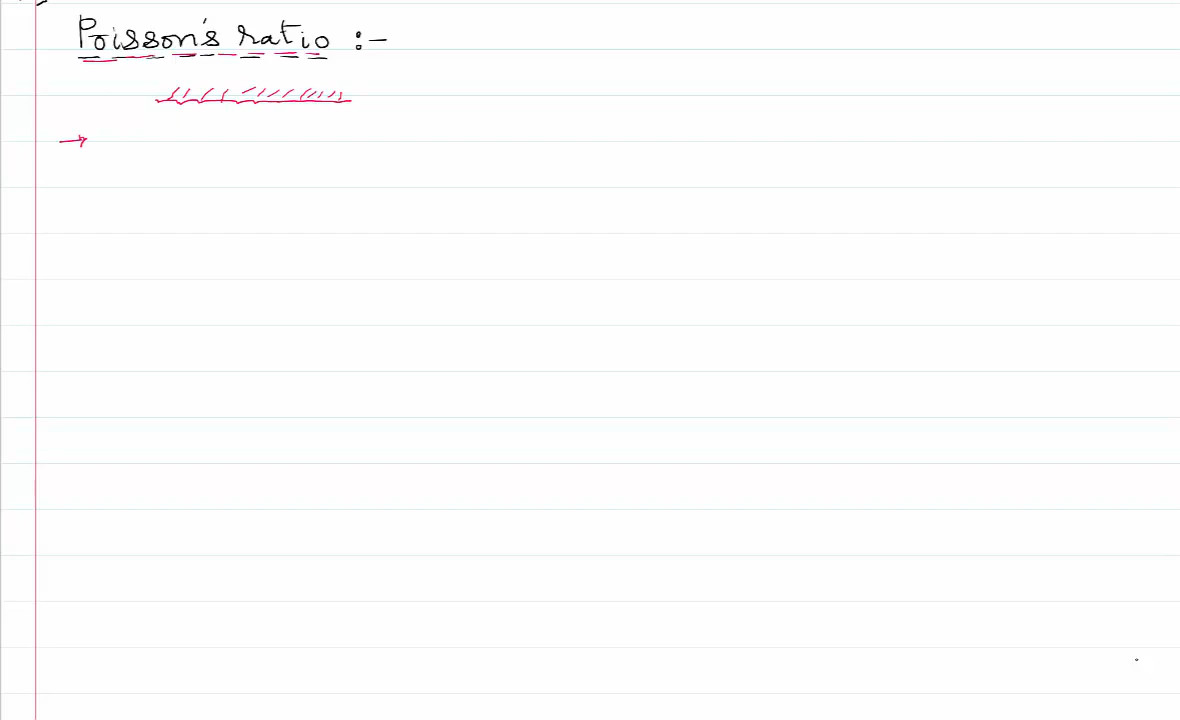 Poisson's ratio :-
→